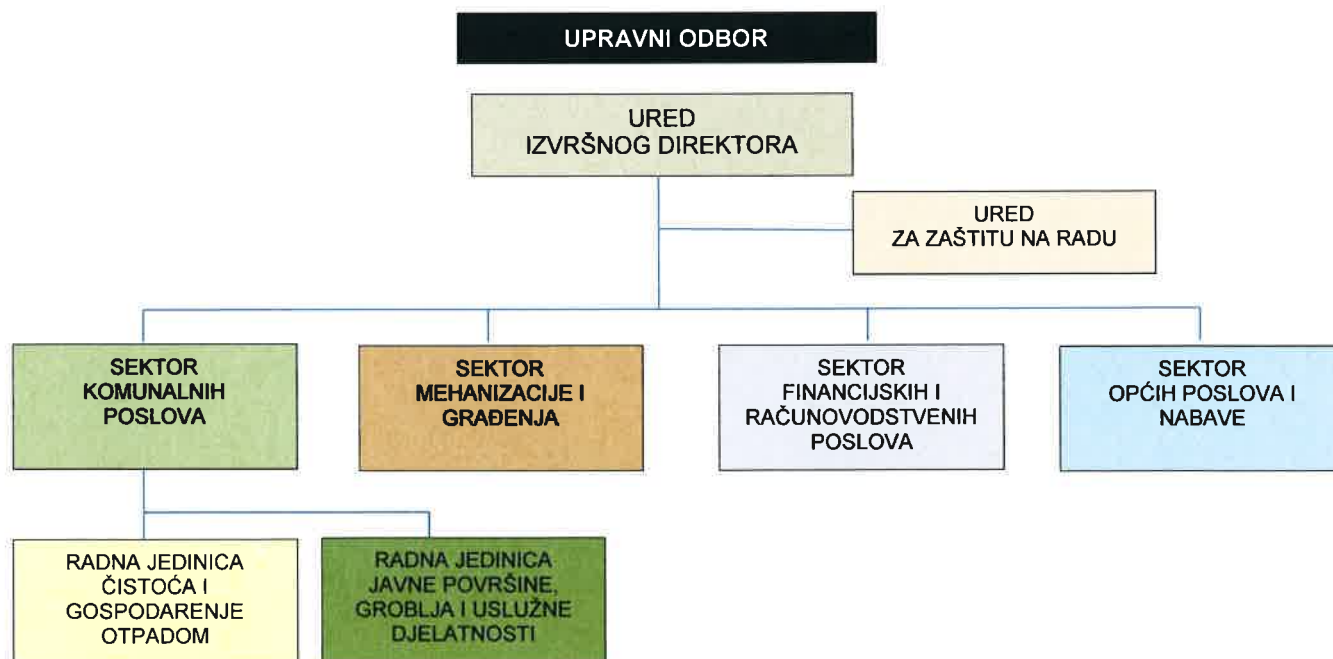 UPRAVNI ODBOR
URED
IZVRŠNOG DIREKTORA
URED
ZA ZAŠTITU NA RADU
SEKTOR
KOMUNALNIH
POSLOVA
SEKTOR
MEHANIZACIJE I
GRAĐENJA
SEKTOR
FINANCIJSKIH I
RAČUNOVODSTVENIH
POSLOVA
SEKTOR
OPĆIH POSLOVA I
NABAVE
RADNA JEDINICA
ČISTOĆA I
GOSPODARENJE
OTPADOM
RADNA JEDINICA
JAVNE POVRŠINE,
GROBLJA I USLUŽNE
DJELATNOSTI